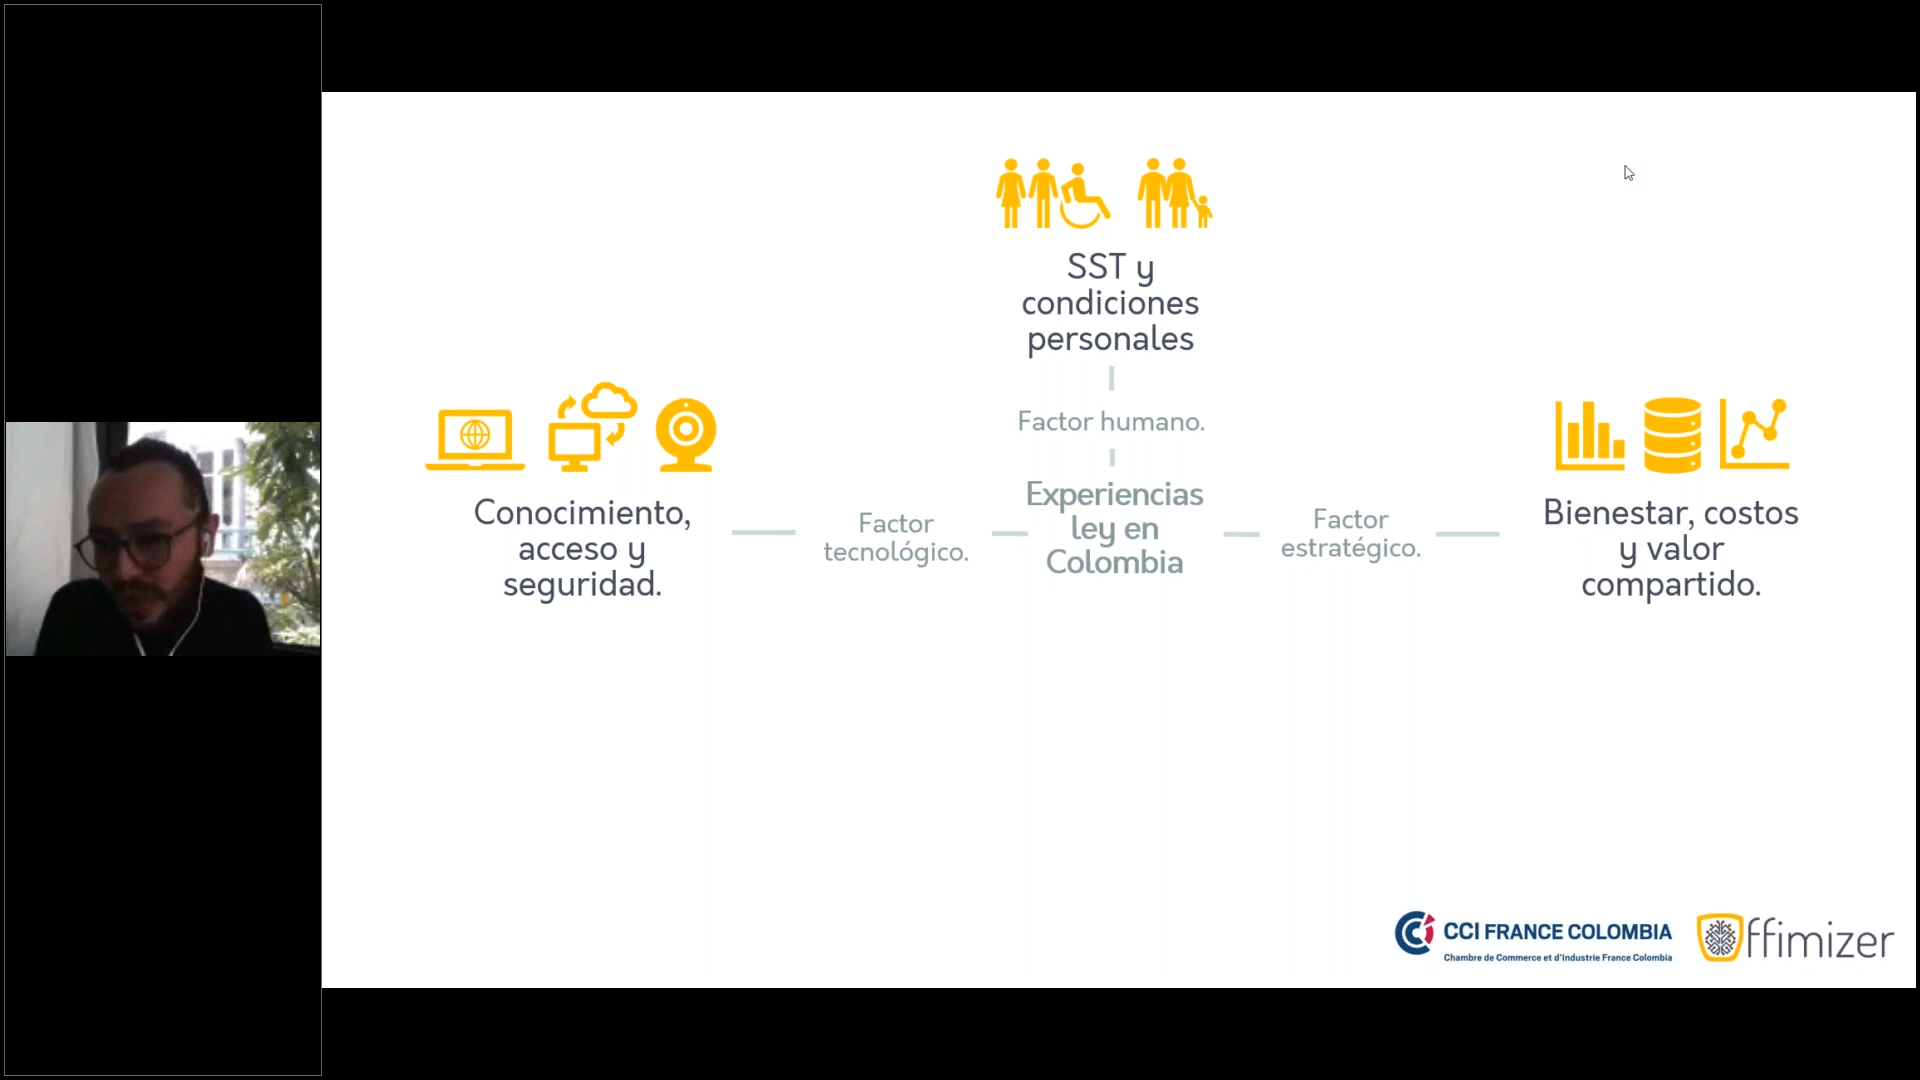 SST y
condiciones
personales
Factor humano.
Experiencias
ley en
Colombia
Conocimiento,
acceso y
seguridad.
Factor
tecnológico.
Factor
estratégico.
Bienestar, costos
y valor
compartido.
CCI FRANCE COLOMBIA
Chambre de Commerce et d'Industrie France Colombia
ffimizer